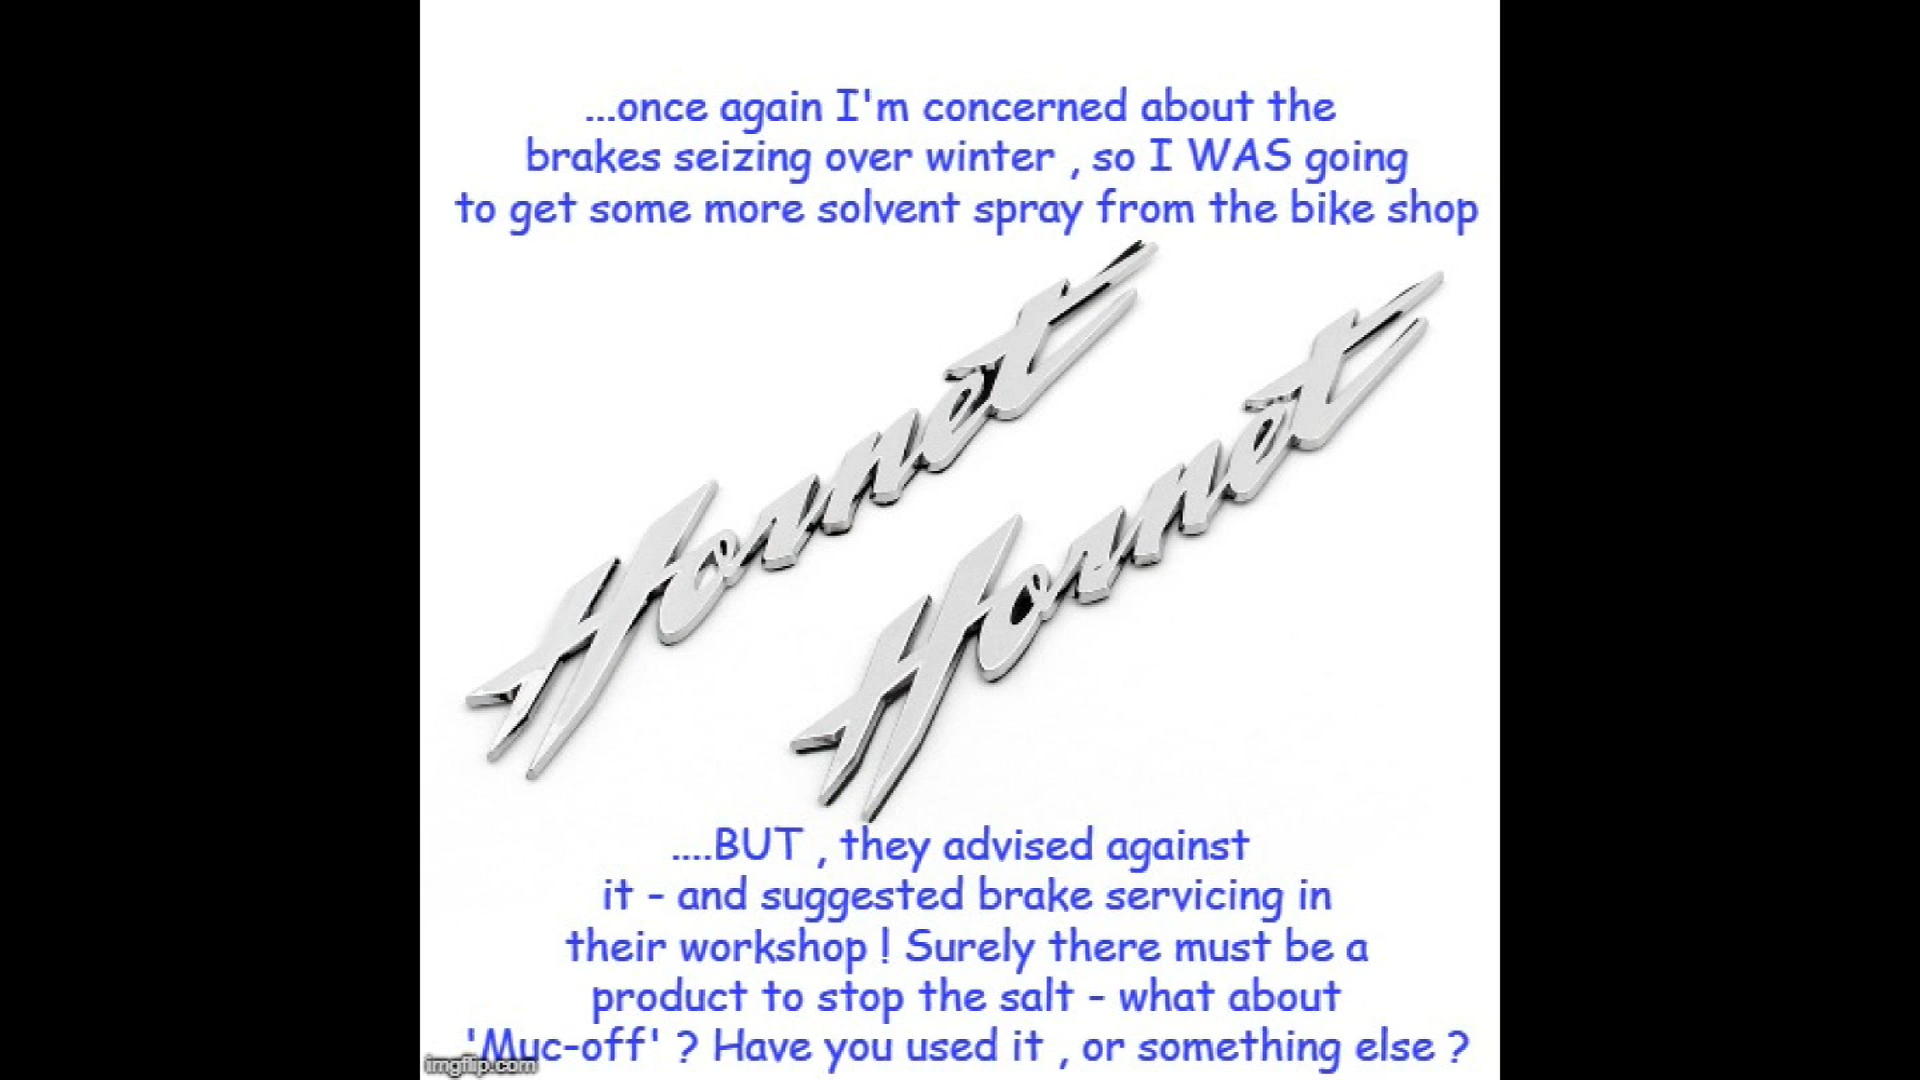 ...once again I'm concerned about the
brakes seizing over winter , so I WAS going
to get some more solvent spray from the bike shop
Hornet
Hornet
....BUT , they advised against
it - and suggested brake servicing in
their workshop ! Surely there must be a
product to stop the salt - what about
'Muc-off' ? Have you used it , or something else ?
imgflip.com